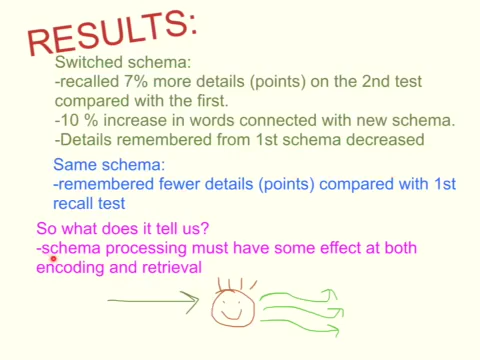 RESULTS:
Switched schema:
-recalled 7% more details (points) on the 2nd test
compared with the first.
-10 % increase in words connected with new schema.
-Details remembered from 1st schema decreased
Same schema:
-remembered fewer details (points) compared with 1st
recall test
So what does it tell us?
-schema processing must have some effect at both
encoding and retrieval